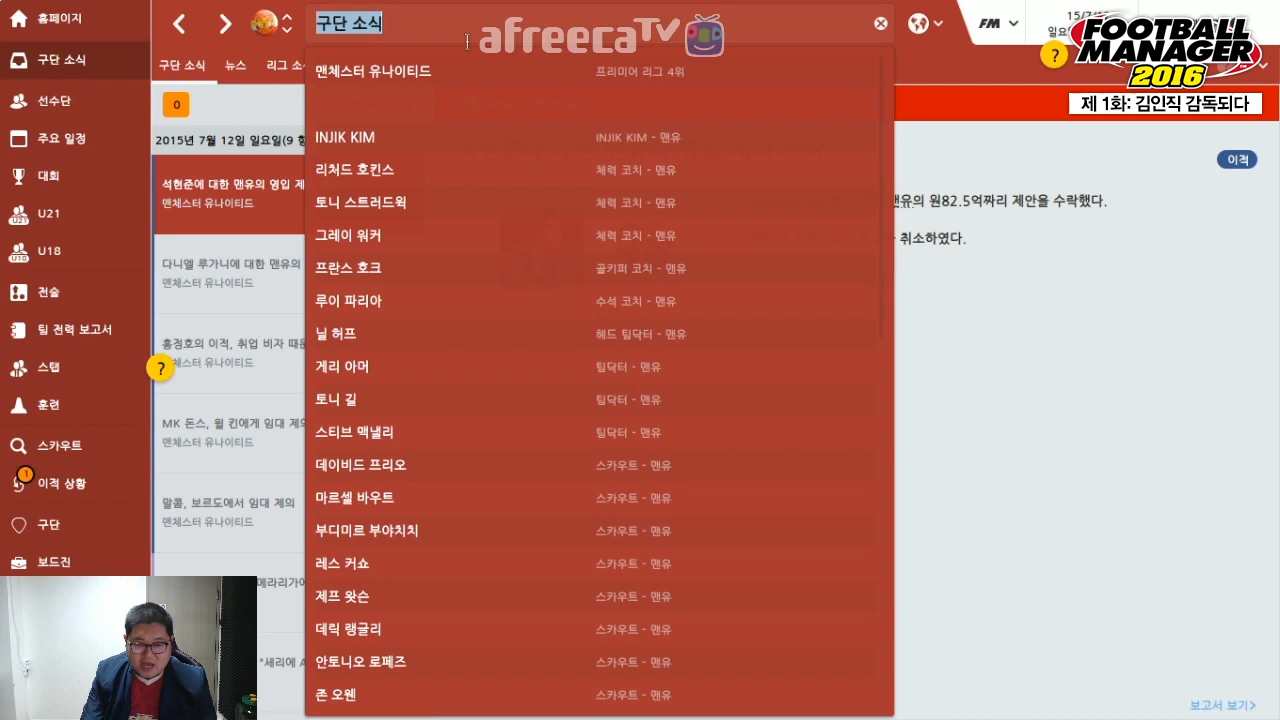 홈페이지
구단 소식
선수단
주요 일정
대회
U21
U18
전술
팀 전력 보고서
스탭
훈련
스카우트
1
이적 상황
구단
보드진
구단 소식
afreecaTV
FM
15/7/
일요
?
FOOTBALL
MANAGER
2016
제 1화: 김인직 감독되다
구단 소식
뉴스
리그 소
0
2015년 7월 12일 일요일(9 항
석현준에 대한 맨유의 영입 제
맨체스터 유나이티드
다니엘 루가니에 대한 맨유의
맨체스터 유나이티드
홍정호의 이적, 취업 비자 때문
?
체스터 유나이티드
MK 돈스, 윌 킨에게 임대 제의
맨체스터 유나이티드
말콤, 보르도에서 임대 제의
맨체스터 유나이티드
메라리가에
"세리에 A
맨체스터 유나이티드 프리미어 리그 4위
INJIK KIM INJIK KIM - 맨유
리처드 호킨스 체력 코치 - 맨유
토니 스트러드윅 체력 코치 - 맨유
그레이 워커 체력 코치 - 맨유
프란스 호크 골키퍼 코치 - 맨유
루이 파리아 수석 코치 - 맨유
닐 허프 헤드 팀닥터 - 맨유
게리 아머 팀닥터 - 맨유
토니 길 팀닥터 - 맨유
스티브 맥낼리 팀닥터 - 맨유
데이비드 프리오 스카우트 - 맨유
마르셀 바우트 스카우트 - 맨유
부디미르 부야치치 스카우트 - 맨유
레스 커쇼 스카우트 - 맨유
제프 왓슨 스카우트 - 맨유
데릭 랭글리 스카우트 - 맨유
안토니오 로페즈 스카우트 - 맨유
존 오웬 스카우트 - 맨유
이적
맨유의 원82.5억짜리 제안을 수락했다.
취소하였다.
보고서 보기>